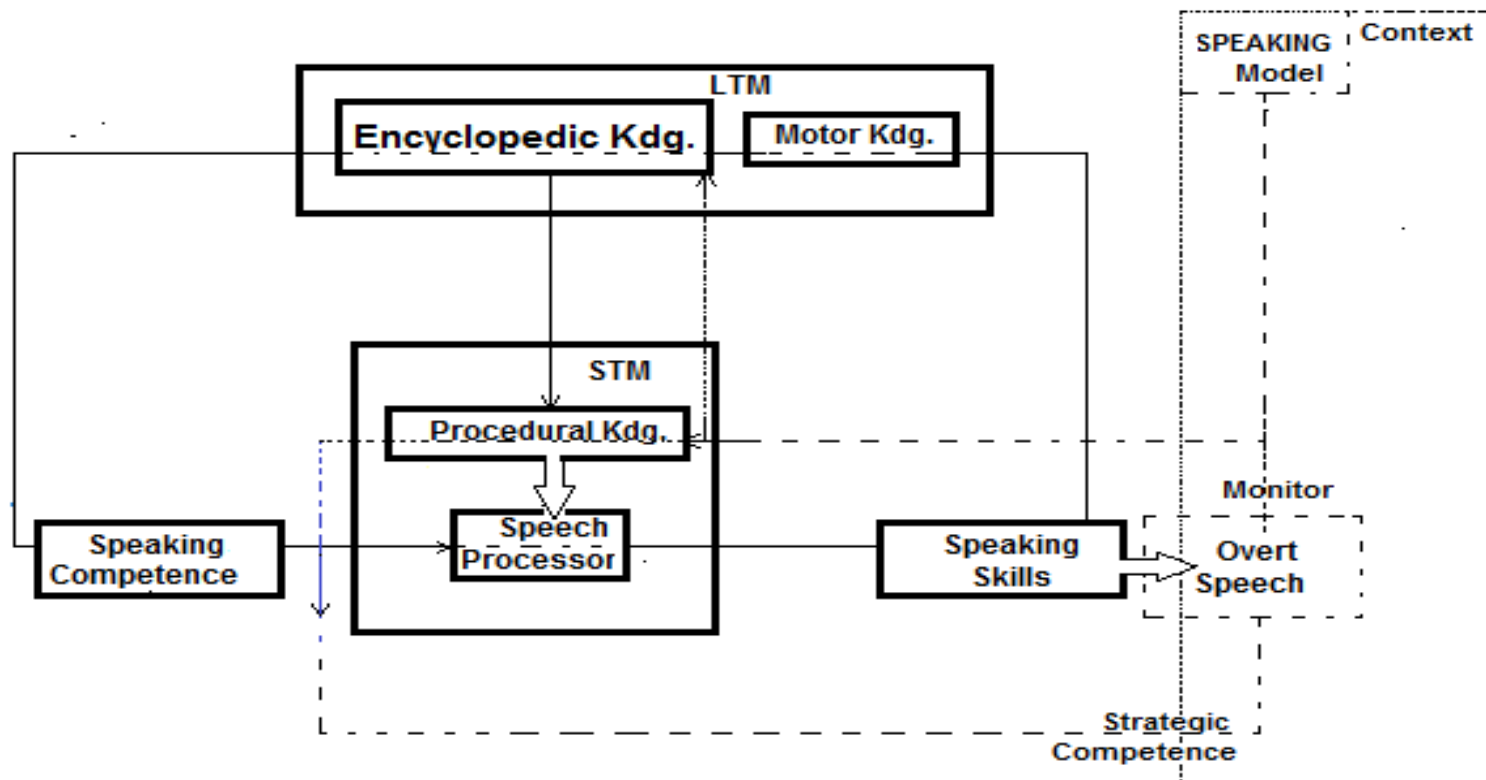 SPEAKING
Model
Context
LTM
Encyclopedic Kdg.
Motor Kdg.
STM
Procedural Kdg.
Monitor
Speaking
Competence
Speech
Processor
Speaking
Skills
Overt
Speech
Strategic
Competence